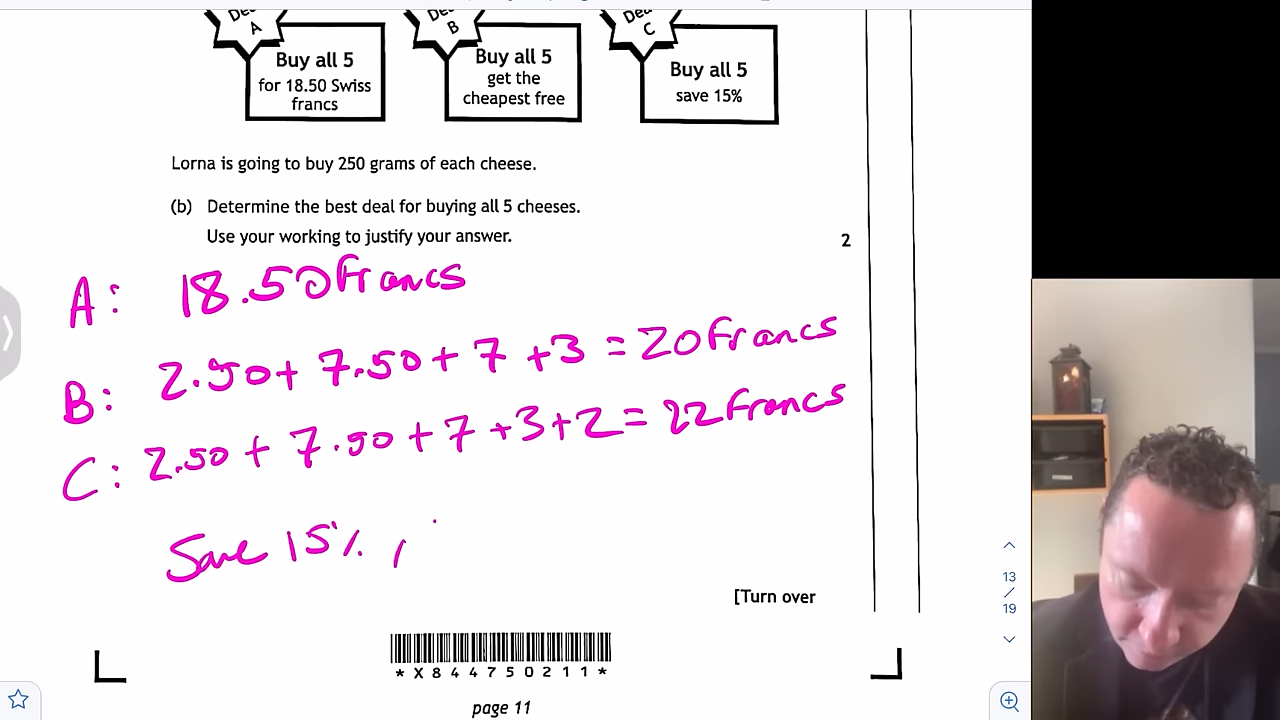 A B C
Buy all 5 Buy all 5 Buy all 5
for 18.50 Swiss get the save 15%
francs cheapest free
Lorna is going to buy 250 grams of each cheese.
(b) Determine the best deal for buying all 5 cheeses.
Use your working to justify your answer.
2
A: 18.50 francs
B: 2.50 + 7.50 + 7 + 3 = 20 francs
C: 2.50 + 7.50 + 7 + 3 + 2 = 22 francs
Save 15%
[Turn over
13
/
19
*X844750211*
page 11